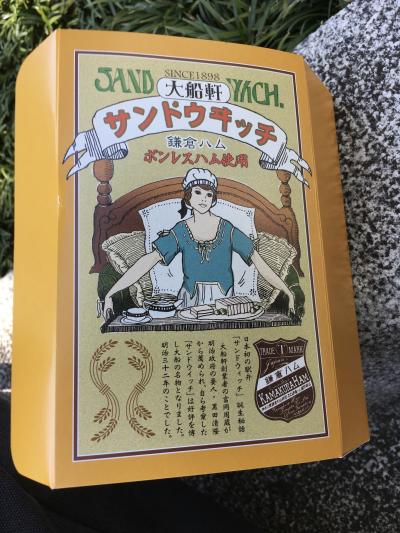 SINCE1898
SAND 大船軒 WICH.
サンドウヰッチ
鎌倉ハム
ボンレスハム使用
日本初の駅弁
「サンドウィッチ」誕生秘話
大船軒創業者の富岡周蔵が
明治政府の要人・黒田清隆
から薦められ、自ら考案した
「サンドウイッチ」は好評を博
し大船の名物となりました。
明治三十二年のことでした。
TRADE MARK
鎌倉ハム
KAMAKURA HAM